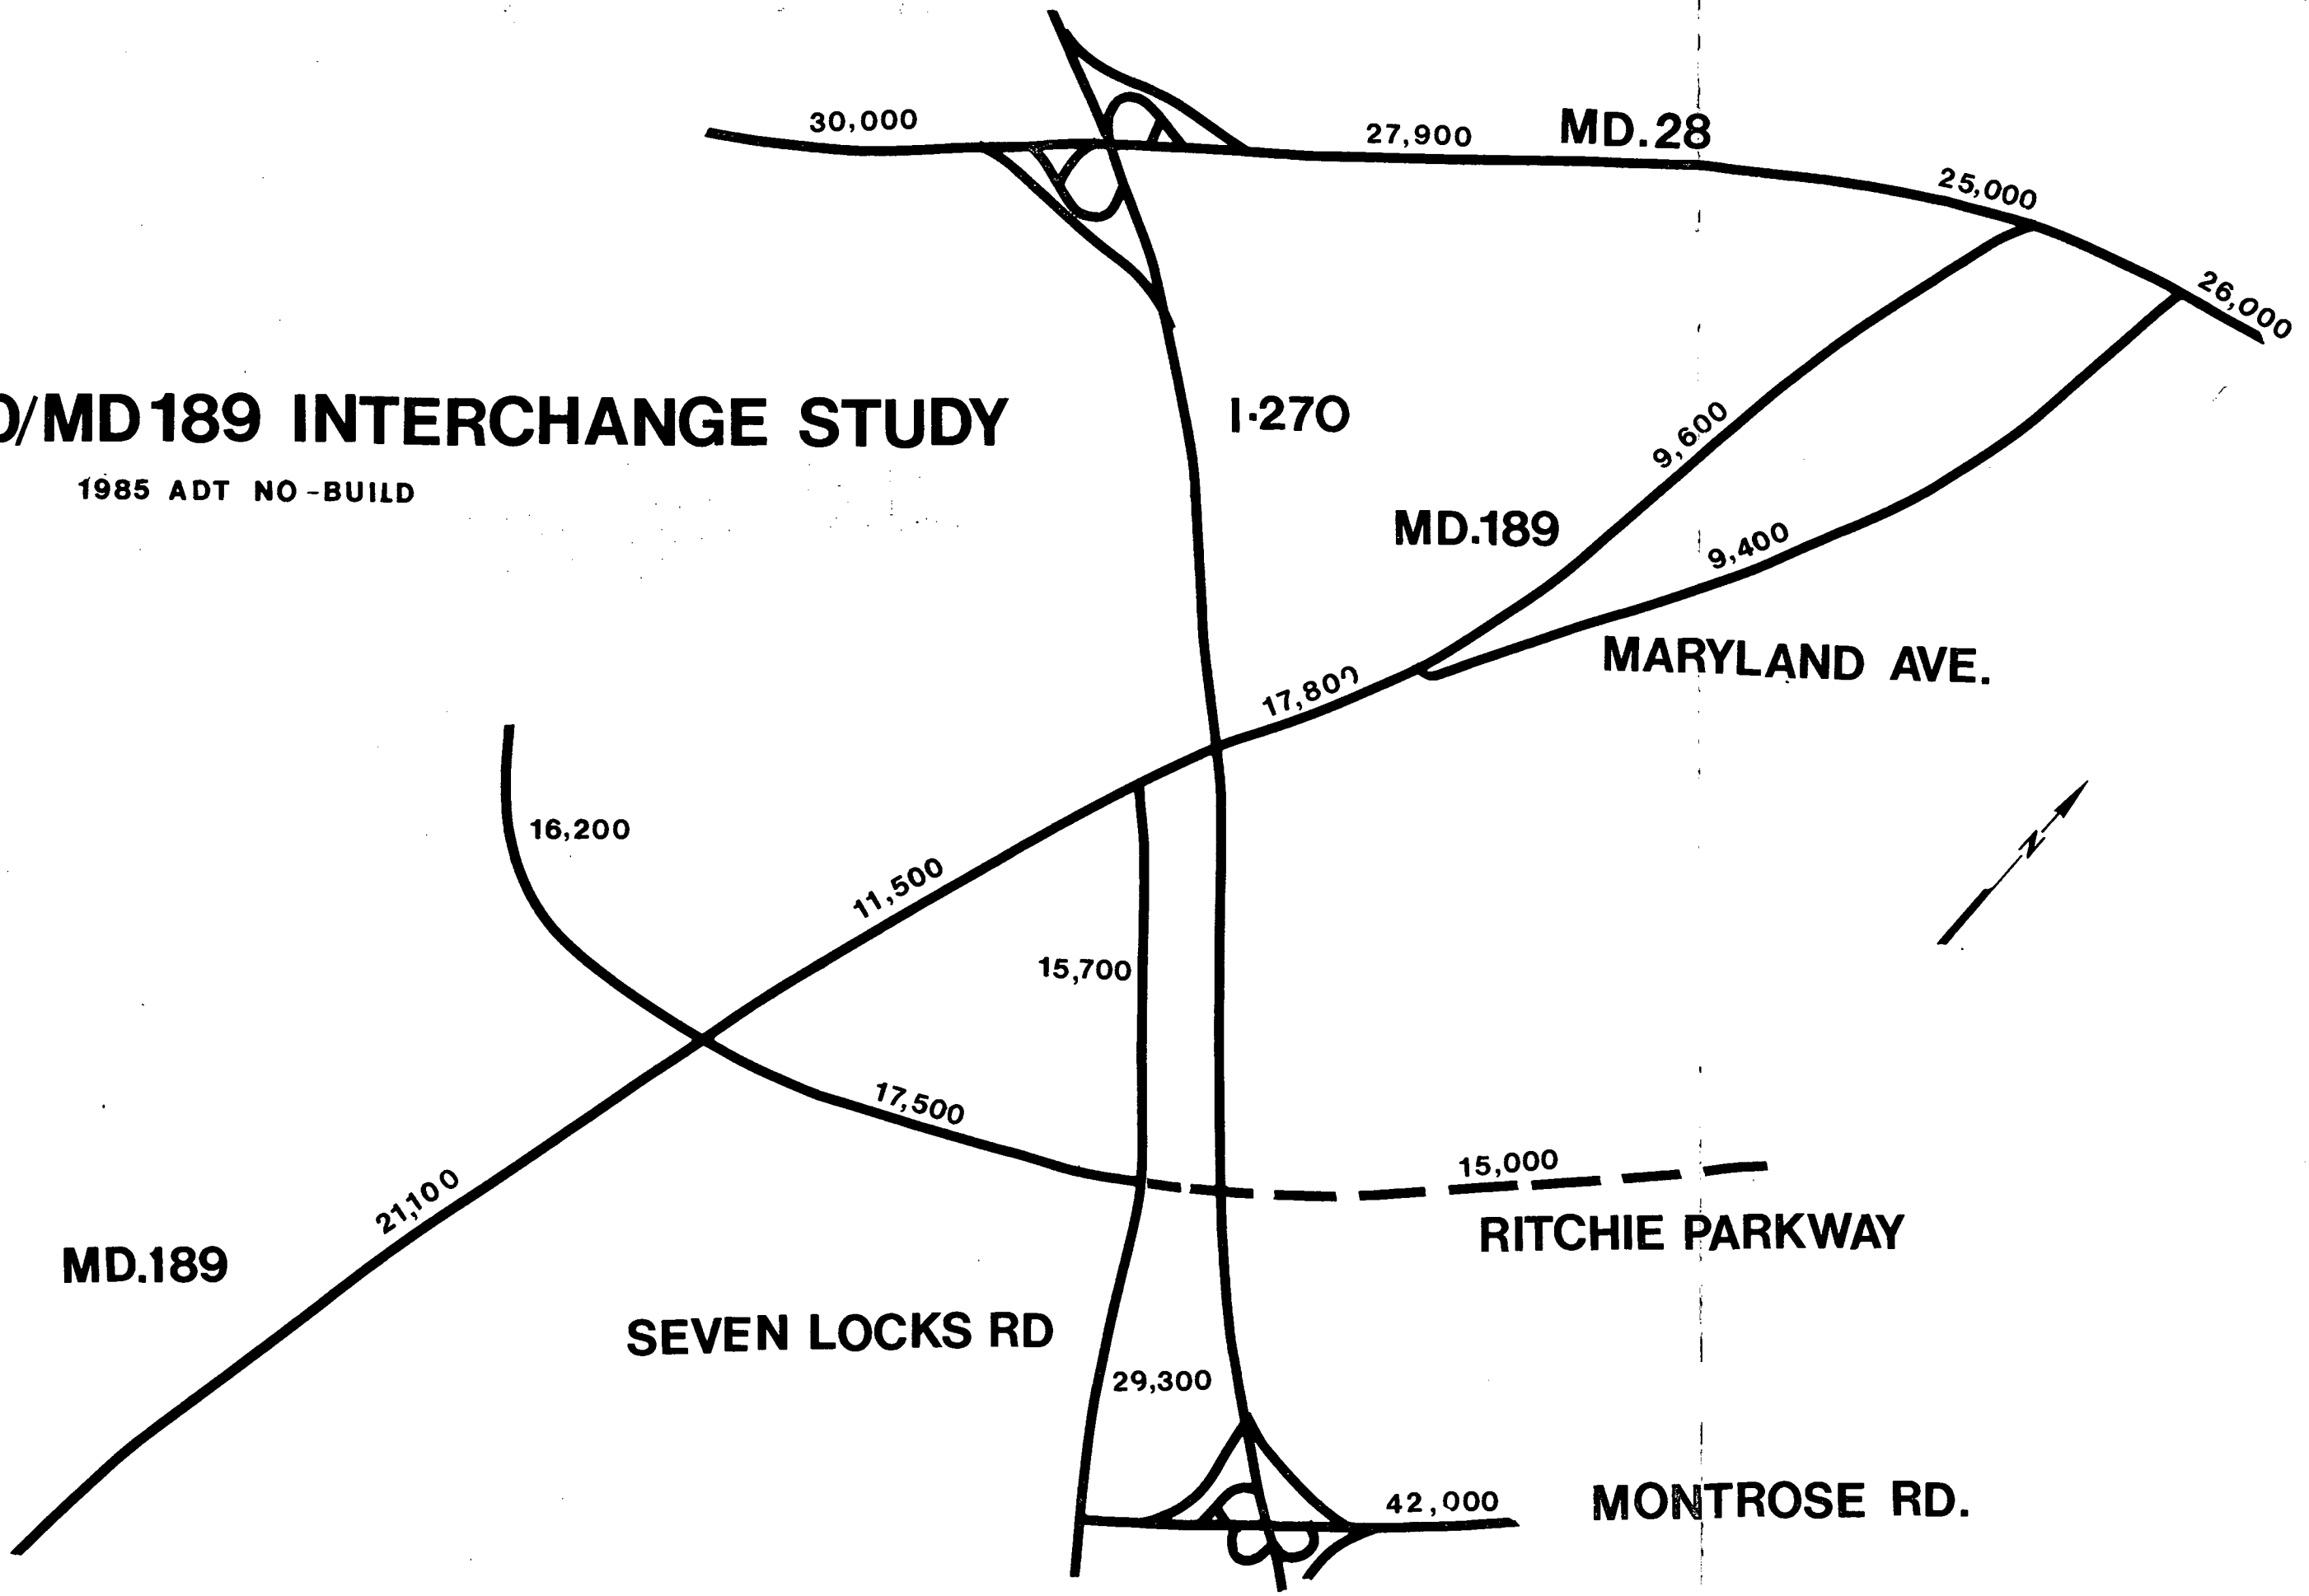 30,000
27,900
MD.28
25,000
26,000
0/MD189 INTERCHANGE STUDY
1985 ADT NO-BUILD
I-270
9,600
MD.189
9,400
MARYLAND AVE.
17,800
16,200
11,500
15,700
N
17,500
15,000
21,100
RITCHIE PARKWAY
MD.189
SEVEN LOCKS RD
29,300
42,000
MONTROSE RD.